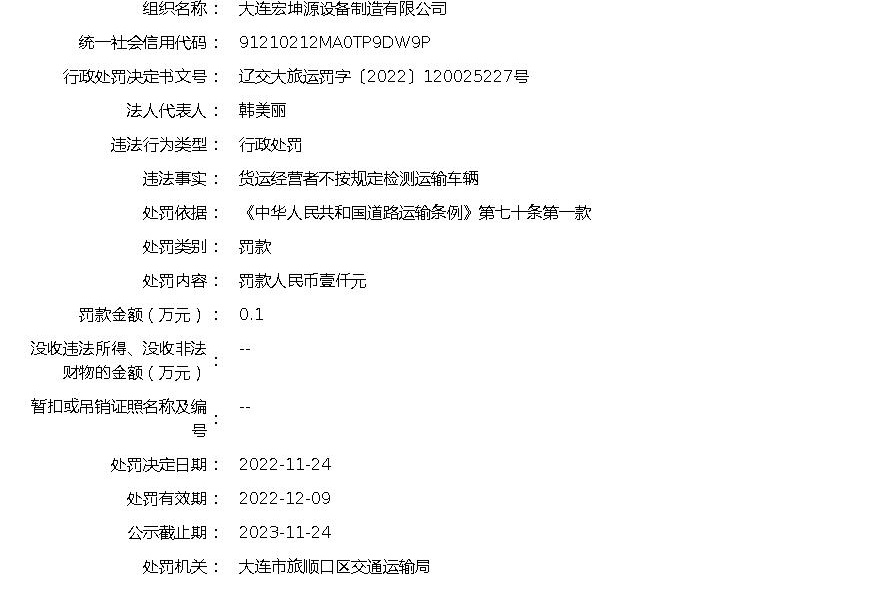 组织名称： 大连宏坤源设备制造有限公司
统一社会信用代码： 91210212MA0TP9DW9P
行政处罚决定书文号： 辽交大旅运罚字〔2022〕120025227号
法人代表人： 韩美丽
违法行为类型： 行政处罚
违法事实： 货运经营者不按规定检测运输车辆
处罚依据： 《中华人民共和国道路运输条例》第七十条第一款
处罚类别： 罚款
处罚内容： 罚款人民币壹仟元
罚款金额（万元）： 0.1
没收违法所得、没收非法
财物的金额（万元）： --
暂扣或吊销证照名称及编
号： --
处罚决定日期： 2022-11-24
处罚有效期： 2022-12-09
公示截止期： 2023-11-24
处罚机关： 大连市旅顺口区交通运输局